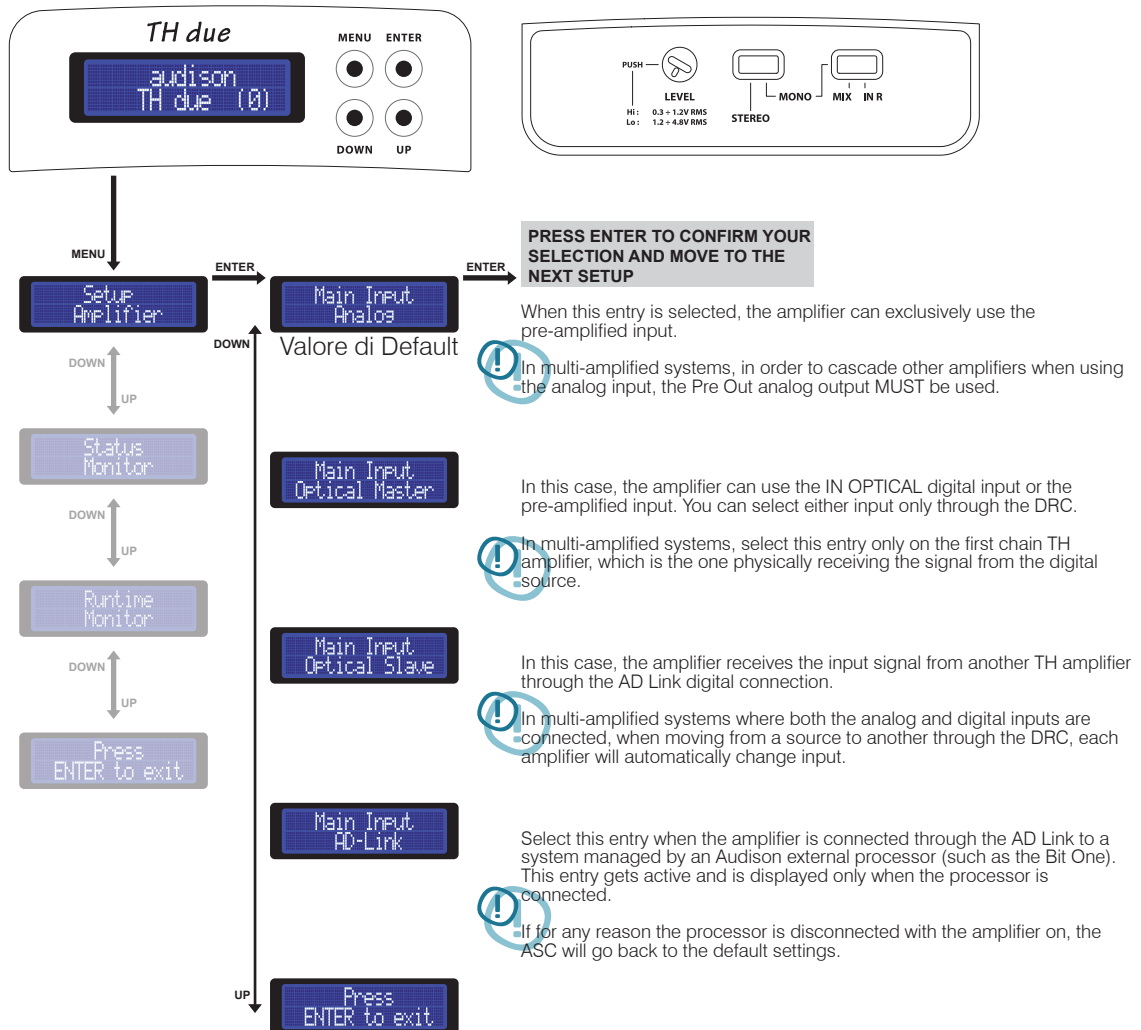 TH due
MENU ENTER
audison
TH due (0)
DOWN UP
PUSH
LEVEL
Hi : 0.3 ÷ 1.2V RMS
Lo : 1.2 ÷ 4.8V RMS
STEREO
MONO
MIX IN R
MENU
ENTER
ENTER
PRESS ENTER TO CONFIRM YOUR
SELECTION AND MOVE TO THE
NEXT SETUP
Setup
Amplifier
DOWN
UP
Status
Monitor
DOWN
UP
Runtime
Monitor
DOWN
UP
Press
ENTER to exit
Main Input
Analog
DOWN
Valore di Default
When this entry is selected, the amplifier can exclusively use the
pre-amplified input.
!
In multi-amplified systems, in order to cascade other amplifiers when using
the analog input, the Pre Out analog output MUST be used.
Main Input
Optical Master
In this case, the amplifier can use the IN OPTICAL digital input or the
pre-amplified input. You can select either input only through the DRC.
!
In multi-amplified systems, select this entry only on the first chain TH
amplifier, which is the one physically receiving the signal from the digital
source.
Main Input
Optical Slave
In this case, the amplifier receives the input signal from another TH amplifier
through the AD Link digital connection.
!
In multi-amplified systems where both the analog and digital inputs are
connected, when moving from a source to another through the DRC, each
amplifier will automatically change input.
Main Input
AD-Link
Select this entry when the amplifier is connected through the AD Link to a
system managed by an Audison external processor (such as the Bit One).
This entry gets active and is displayed only when the processor is
connected.
!
If for any reason the processor is disconnected with the amplifier on, the
ASC will go back to the default settings.
UP
Press
ENTER to exit